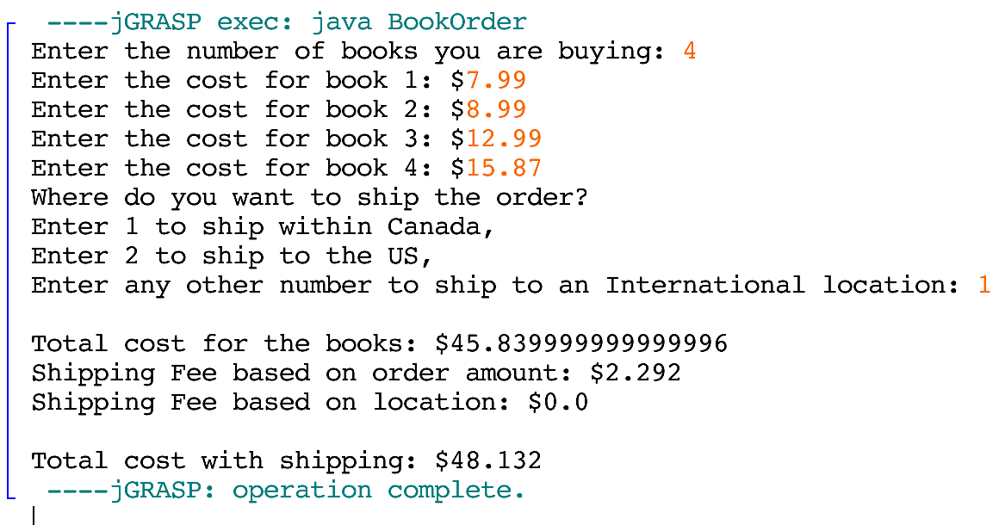 ----jGRASP exec: java BookOrder
Enter the number of books you are buying: 4
Enter the cost for book 1: $7.99
Enter the cost for book 2: $8.99
Enter the cost for book 3: $12.99
Enter the cost for book 4: $15.87
Where do you want to ship the order?
Enter 1 to ship within Canada,
Enter 2 to ship to the US,
Enter any other number to ship to an International location: 1
Total cost for the books: $45.839999999999996
Shipping Fee based on order amount: $2.292
Shipping Fee based on location: $0.0
Total cost with shipping: $48.132
----jGRASP: operation complete.